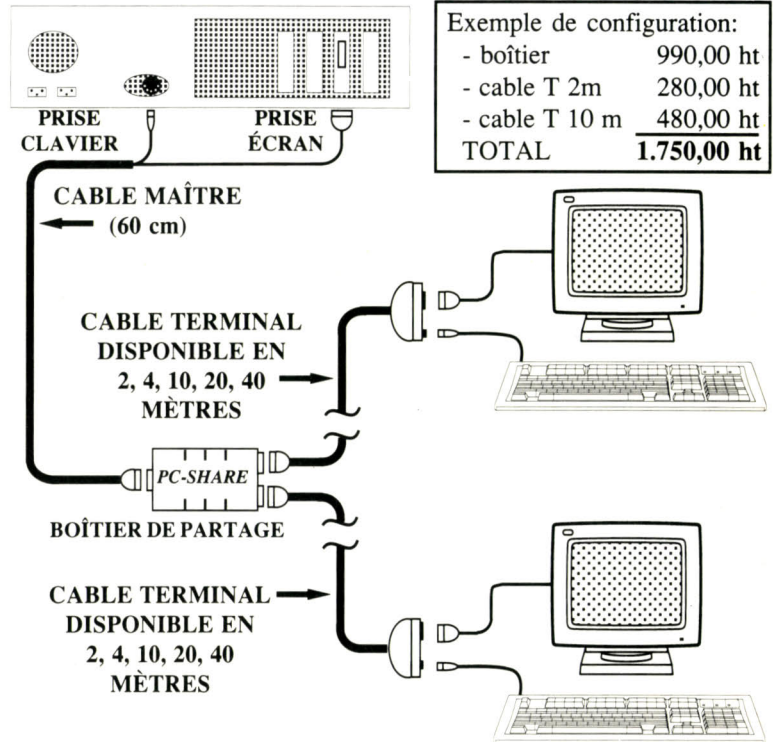 Exemple de configuration:
- boîtier 990,00 ht
- cable T 2m 280,00 ht
- cable T 10 m 480,00 ht
TOTAL 1.750,00 ht
PRISE
CLAVIER
PRISE
ÉCRAN
CABLE MAÎTRE
(60 cm)
CABLE TERMINAL
DISPONIBLE EN
2, 4, 10, 20, 40
MÈTRES
PC-SHARE
BOÎTIER DE PARTAGE
CABLE TERMINAL
DISPONIBLE EN
2, 4, 10, 20, 40
MÈTRES